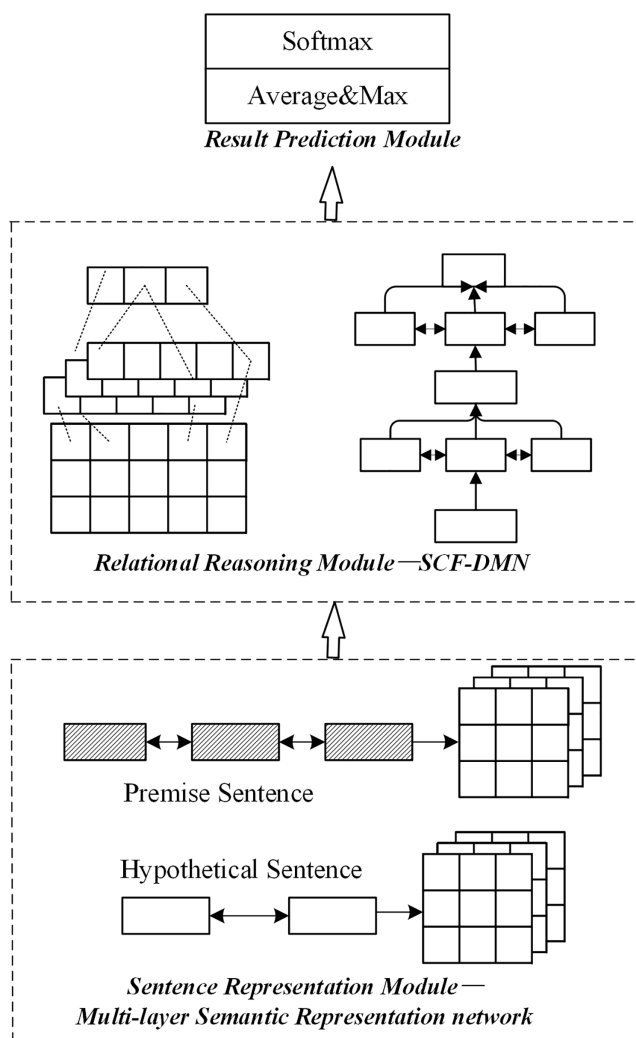 Softmax
Average&Max
Result Prediction Module
Relational Reasoning Module—SCF-DMN
Premise Sentence
Hypothetical Sentence
Sentence Representation Module—
Multi-layer Semantic Representation network